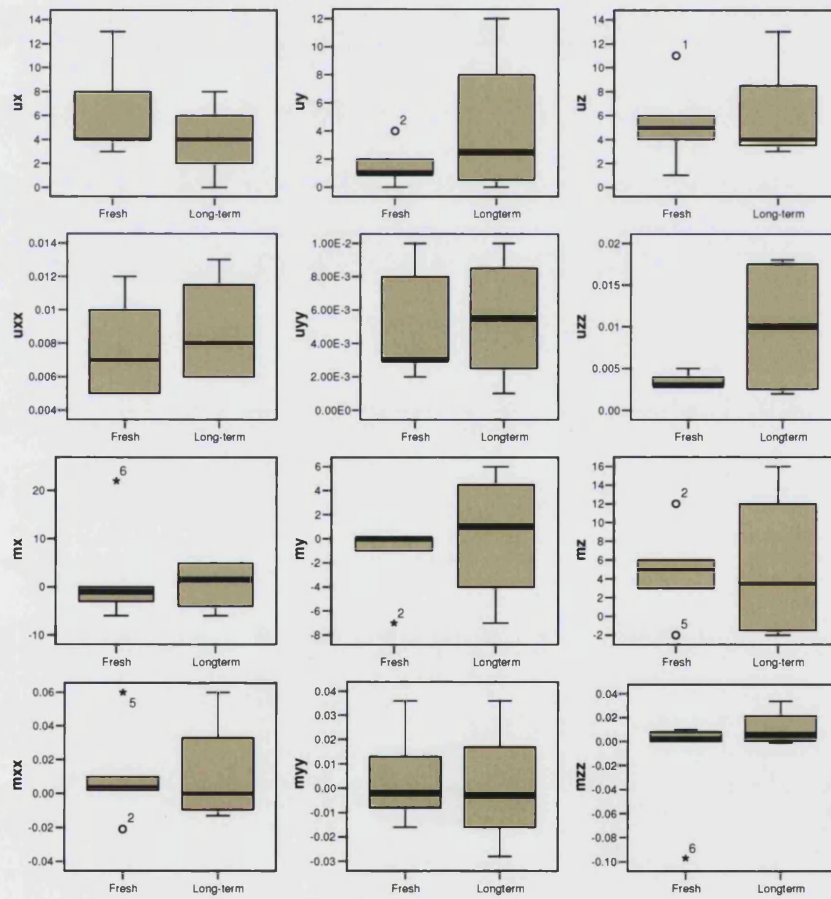 ux
14
12
10
8
6
4
2
0
Fresh Long-term
uy
12
10
8
6
4
2
0
2
Fresh Longterm
uz
14
12
10
8
6
4
2
0
1
Fresh Long-term
uxx
0.014
0.012
0.01
0.008
0.006
0.004
Fresh Long-term
uyy
1.00E-2
8.00E-3
6.00E-3
4.00E-3
2.00E-3
0.00E0
Fresh Longterm
uzz
0.02
0.015
0.010
0.005
0.00
Fresh Longterm
mx
20
10
0
-10
6
Fresh Longterm
my
6
4
2
0
-2
-4
-6
-8
2
Fresh Longterm
mz
16
14
12
10
8
6
4
2
0
-2
2
5
Fresh Long-term
mxx
0.06
0.04
0.02
0.00
-0.02
-0.04
5
2
Fresh Long-term
myy
0.04
0.03
0.02
0.01
0.00
-0.01
-0.02
-0.03
Fresh Longterm
mzz
0.04
0.02
0.00
-0.02
-0.04
-0.06
-0.08
-0.10
6
Fresh Longterm